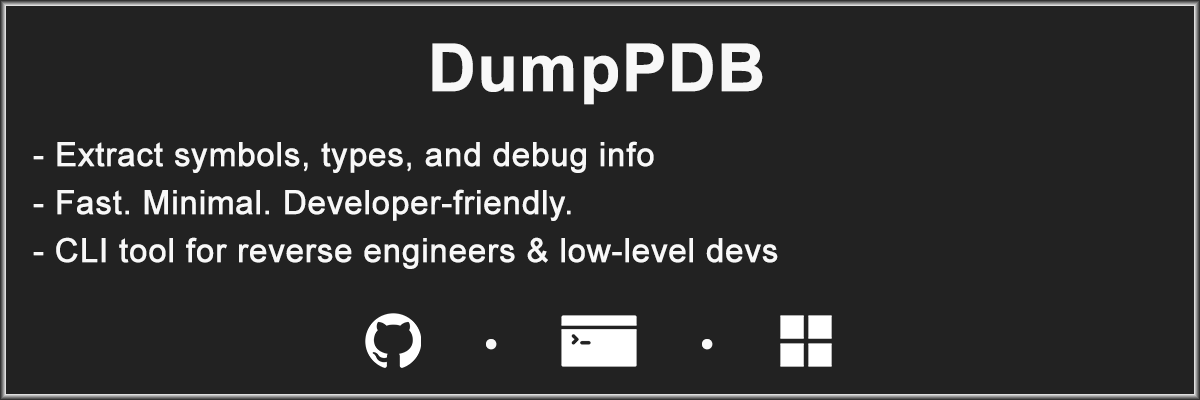 DumpPDB
- Extract symbols, types, and debug info
- Fast. Minimal. Developer-friendly.
- CLI tool for reverse engineers & low-level devs